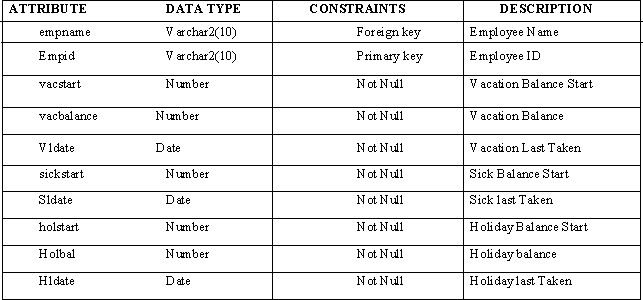 ATTRIBUTE DATA TYPE CONSTRAINTS DESCRIPTION
empname Varchar2(10) Foreign key Employee Name
Empid Varchar2(10) Primary key Employee ID
vacstart Number Not Null Vacation Balance Start
vacbalance Number Not Null Vacation Balance
Vldate Date Not Null Vacation Last Taken
sickstart Number Not Null Sick Balance Start
Sldate Date Not Null Sick last Taken
holstart Number Not Null Holiday Balance Start
Holbal Number Not Null Holiday balance
Hldate Date Not Null Holiday last Taken